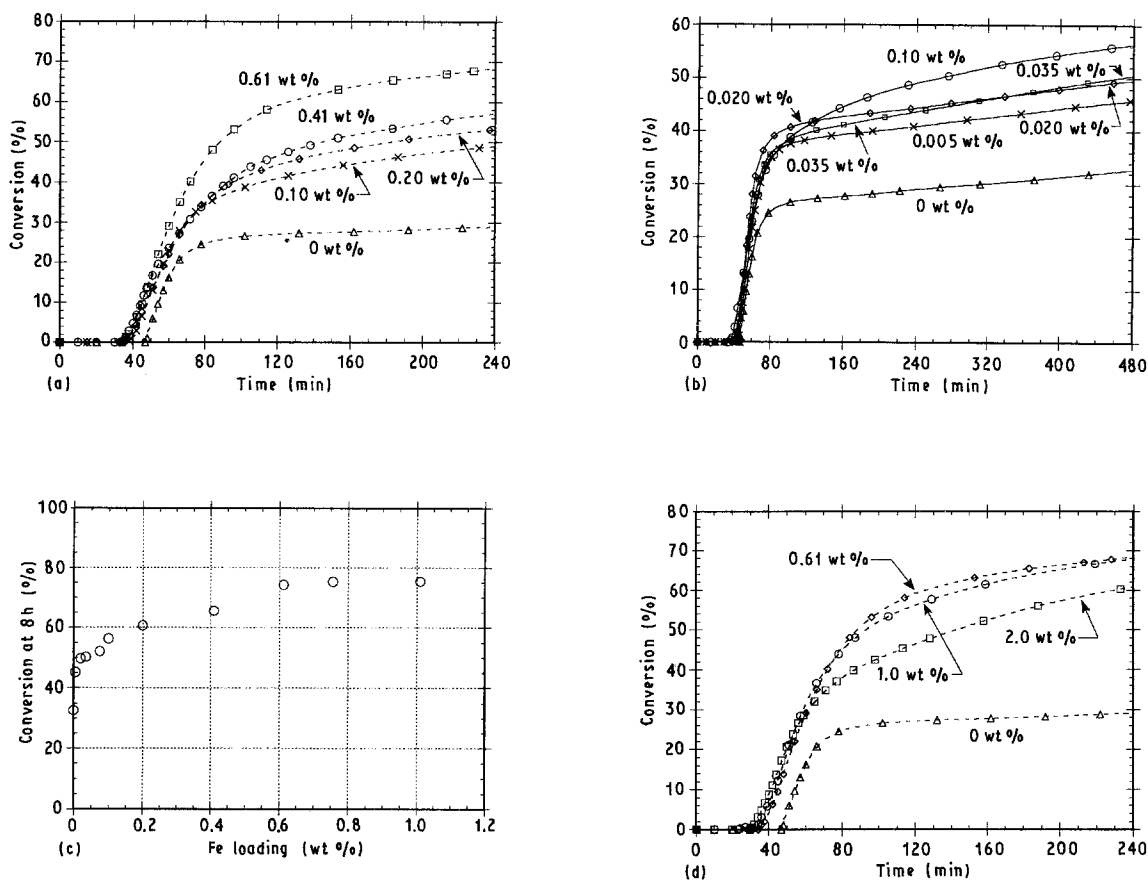 80
70
60
50
40
30
20
10
0
Conversion (%)
0.61 wt %
0.41 wt %
0.10 wt %
0.20 wt %
0 wt %
0 40 80 120 160 200 240
(a) Time (min)
60
50
40
30
20
10
0
Conversion (%)
0.10 wt %
0.035 wt %
0.020 wt %
0.005 wt %
0.020 wt %
0.035 wt %
0 wt %
0 80 160 240 320 400 480
(b) Time (min)
100
80
60
40
20
0
Conversion at 8h (%)
0 0.2 0.4 0.6 0.8 1.0 1.2
(c) Fe loading (wt %)
80
70
60
50
40
30
20
10
0
Conversion (%)
0.61 wt %
2.0 wt %
1.0 wt %
0 wt %
0 40 80 120 160 200 240
(d) Time (min)